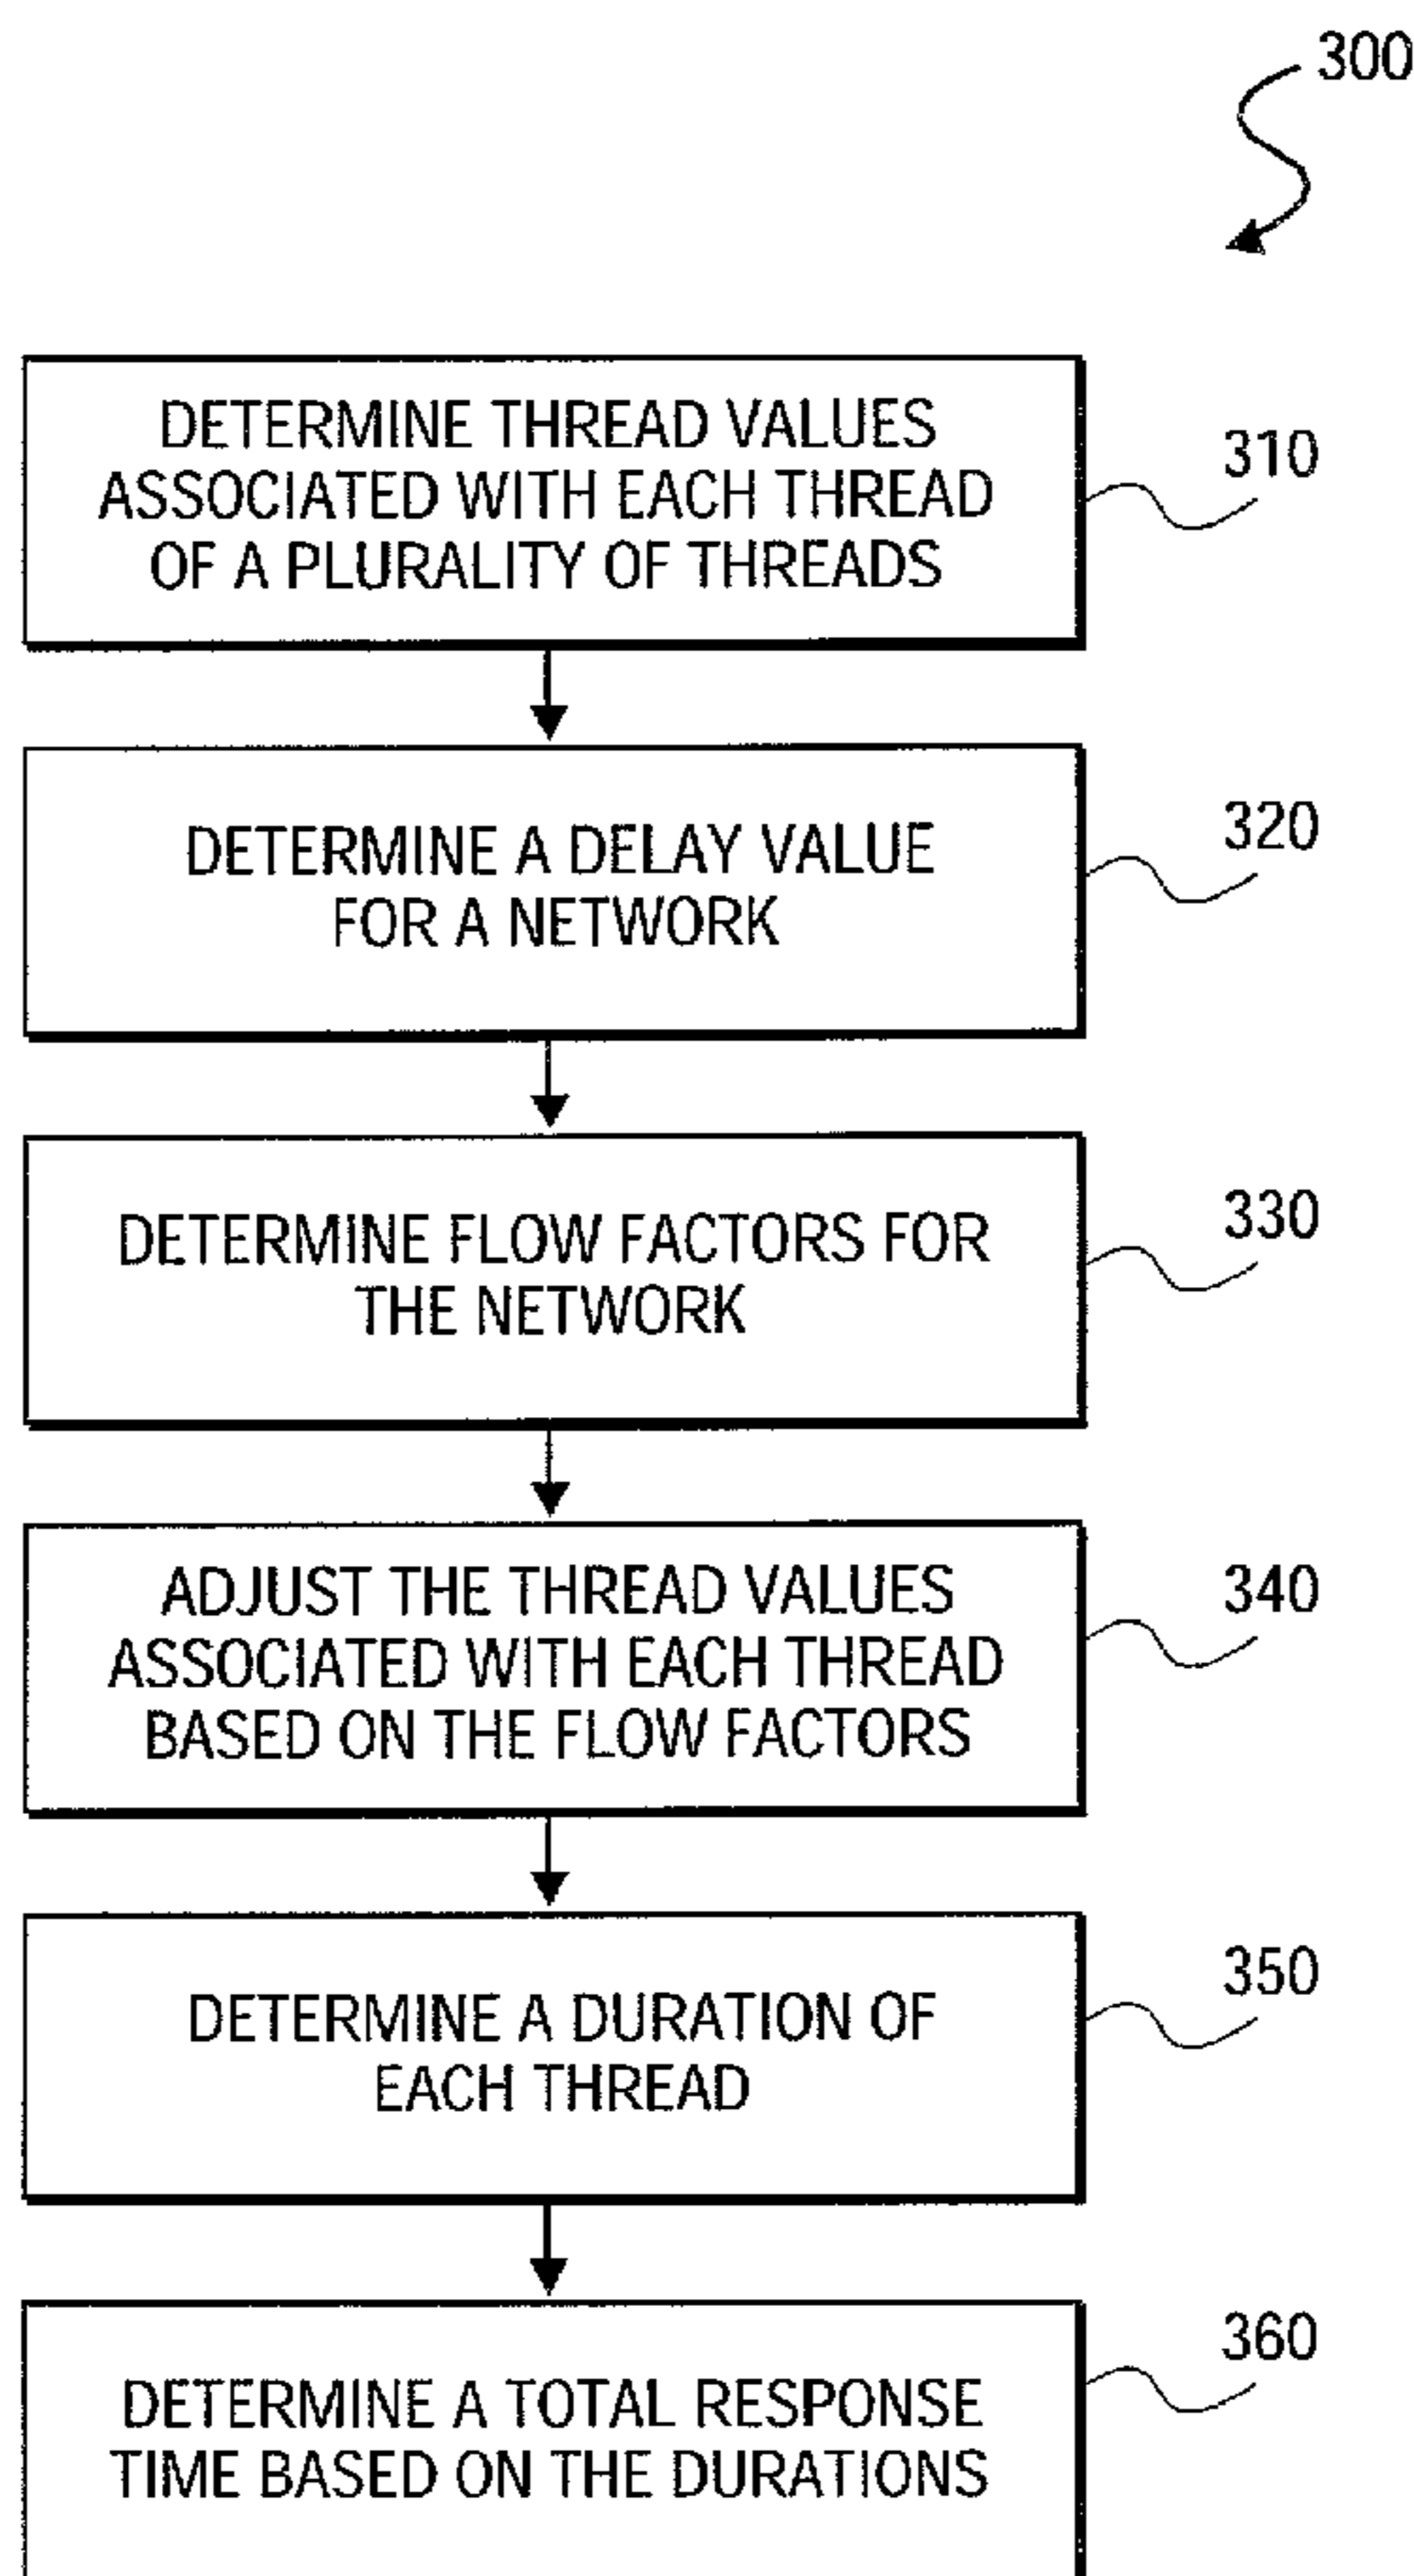 300
DETERMINE THREAD VALUES
ASSOCIATED WITH EACH THREAD
OF A PLURALITY OF THREADS
310
DETERMINE A DELAY VALUE
FOR A NETWORK
320
DETERMINE FLOW FACTORS FOR
THE NETWORK
330
ADJUST THE THREAD VALUES
ASSOCIATED WITH EACH THREAD
BASED ON THE FLOW FACTORS
340
DETERMINE A DURATION OF
EACH THREAD
350
DETERMINE A TOTAL RESPONSE
TIME BASED ON THE DURATIONS
360